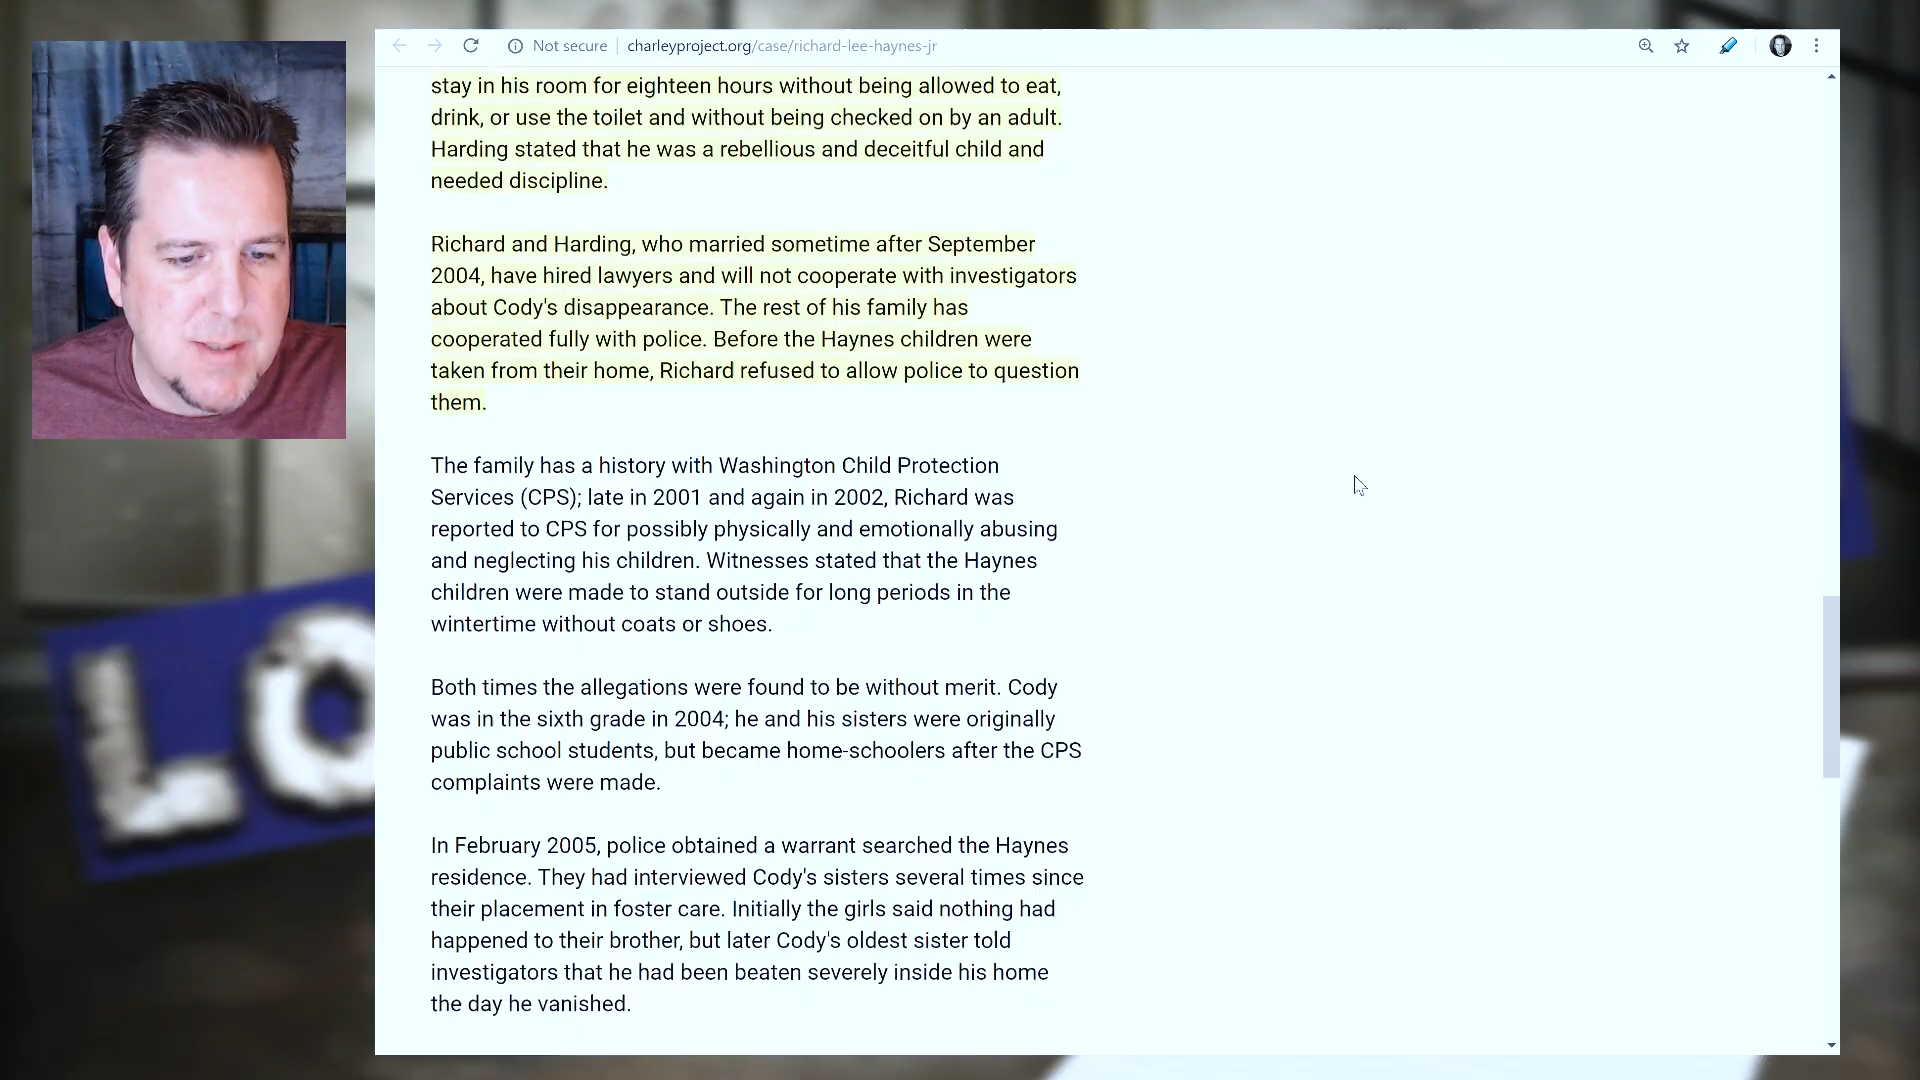 Not secure
charleyproject.org/case/richard-lee-haynes-jr
stay in his room for eighteen hours without being allowed to eat,
drink, or use the toilet and without being checked on by an adult.
Harding stated that he was a rebellious and deceitful child and
needed discipline.
Richard and Harding, who married sometime after September
2004, have hired lawyers and will not cooperate with investigators
about Cody's disappearance. The rest of his family has
cooperated fully with police. Before the Haynes children were
taken from their home, Richard refused to allow police to question
them.
The family has a history with Washington Child Protection
Services (CPS); late in 2001 and again in 2002, Richard was
reported to CPS for possibly physically and emotionally abusing
and neglecting his children. Witnesses stated that the Haynes
children were made to stand outside for long periods in the
wintertime without coats or shoes.
Both times the allegations were found to be without merit. Cody
was in the sixth grade in 2004; he and his sisters were originally
public school students, but became home-schoolers after the CPS
complaints were made.
In February 2005, police obtained a warrant searched the Haynes
residence. They had interviewed Cody's sisters several times since
their placement in foster care. Initially the girls said nothing had
happened to their brother, but later Cody's oldest sister told
investigators that he had been beaten severely inside his home
the day he vanished.
LO